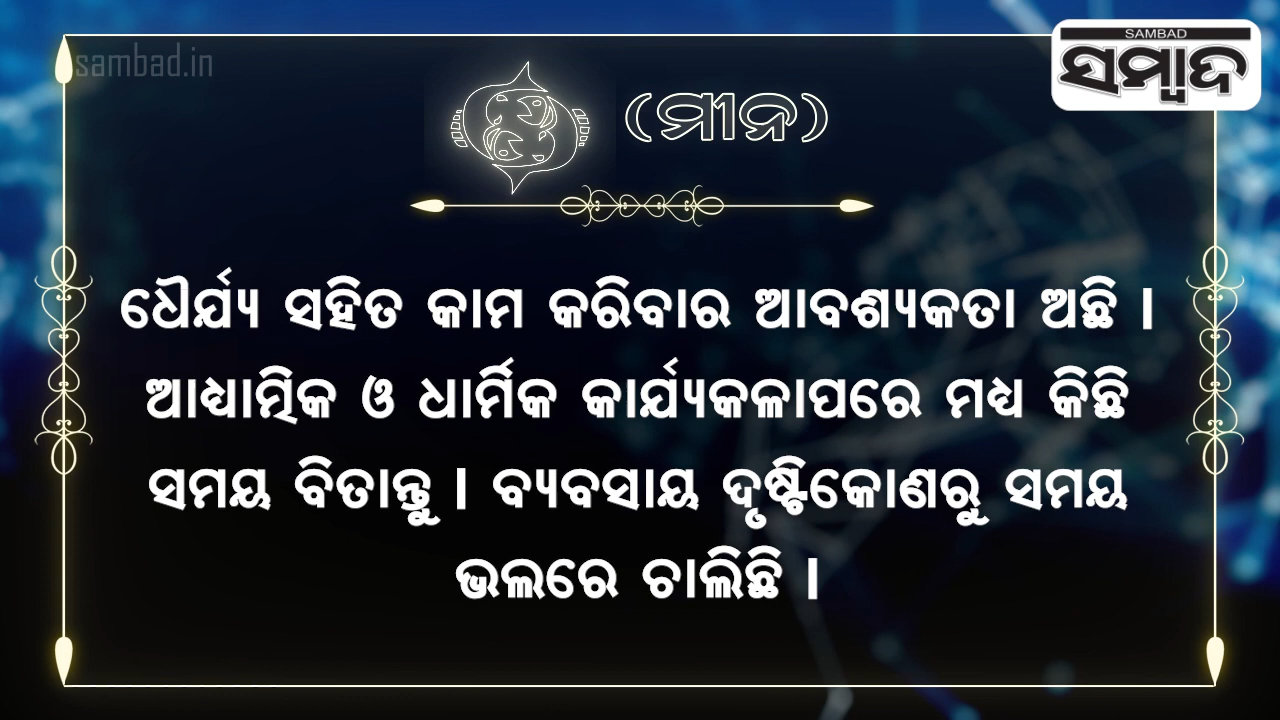 sambad.in
SAMBAD
ସମ୍ବାଦ
(ମୀନ)
ଧୈର୍ଯ୍ୟ ସହିତ କାମ କରିବାର ଆବଶ୍ୟକତା ଅଛି ।
ଆଧ୍ୟାତ୍ମିକ ଓ ଧାର୍ମିକ କାର୍ଯ୍ୟକଳାପରେ ମଧ୍ୟ କିଛି
ସମୟ ବିତାନ୍ତୁ । ବ୍ୟବସାୟ ଦୃଷ୍ଟିକୋଣରୁ ସମୟ
ଭଲରେ ଚାଲିଛି ।